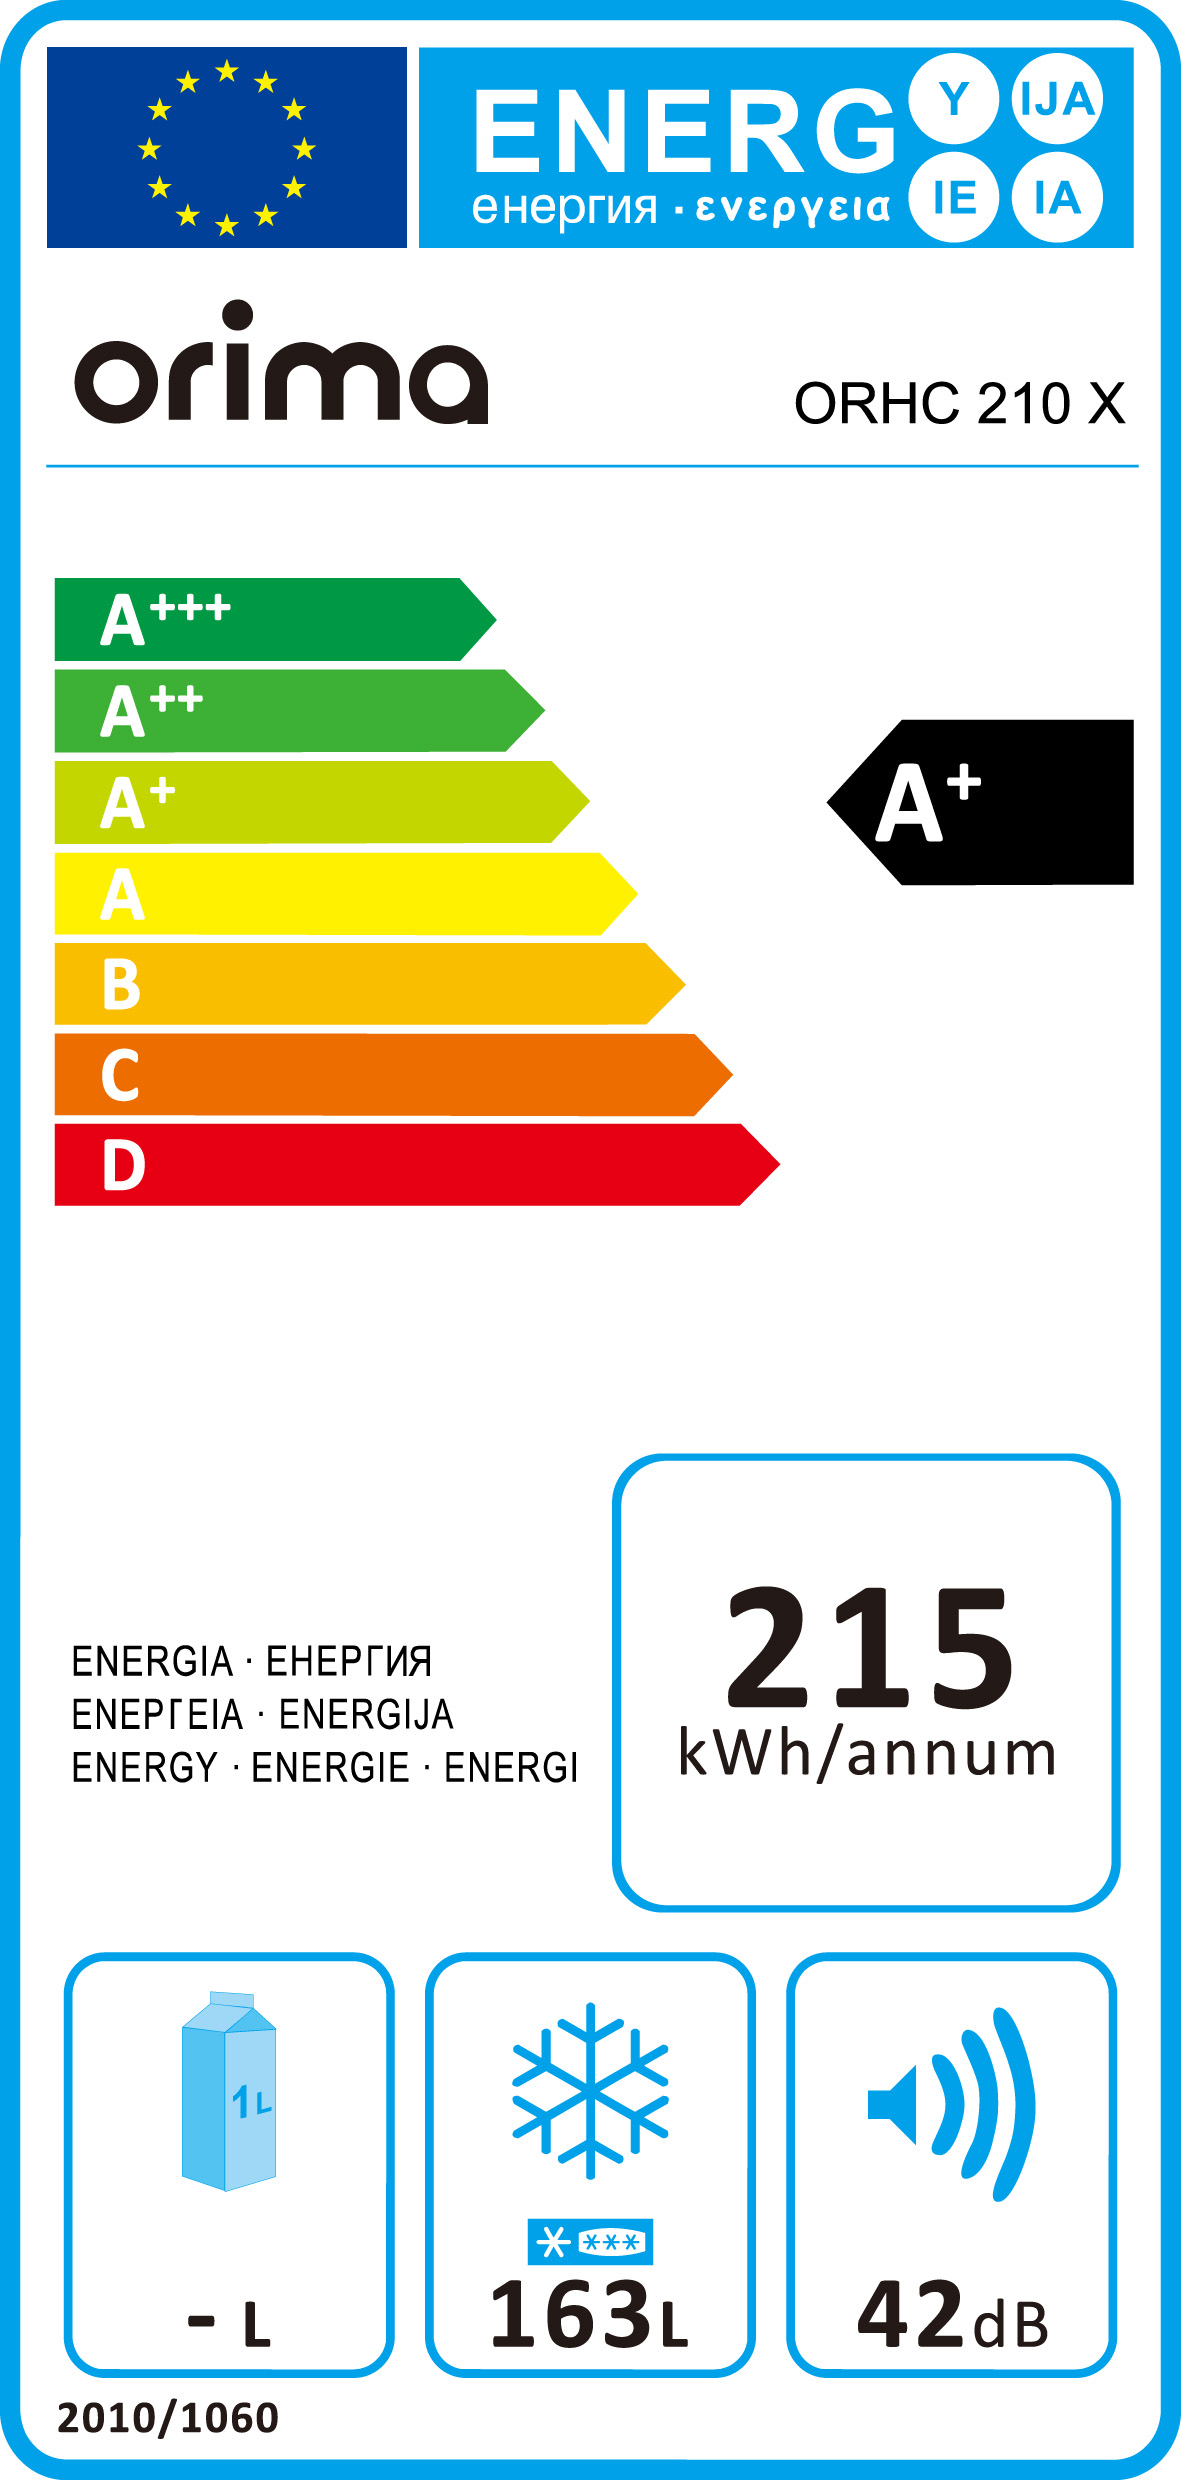 ENERG
Y IJA
IE IA
енергия · ενεργεια
orima
ORHC 210 X
A+++
A++
A+
A
B
C
D
A+
215
kWh/annum
ENERGIA · ЕНЕРГИЯ
ΕΝΕΡΓΕΙΑ · ENERGIJA
ENERGY · ENERGIE · ENERGI
1L
- L
163L
42dB
2010/1060